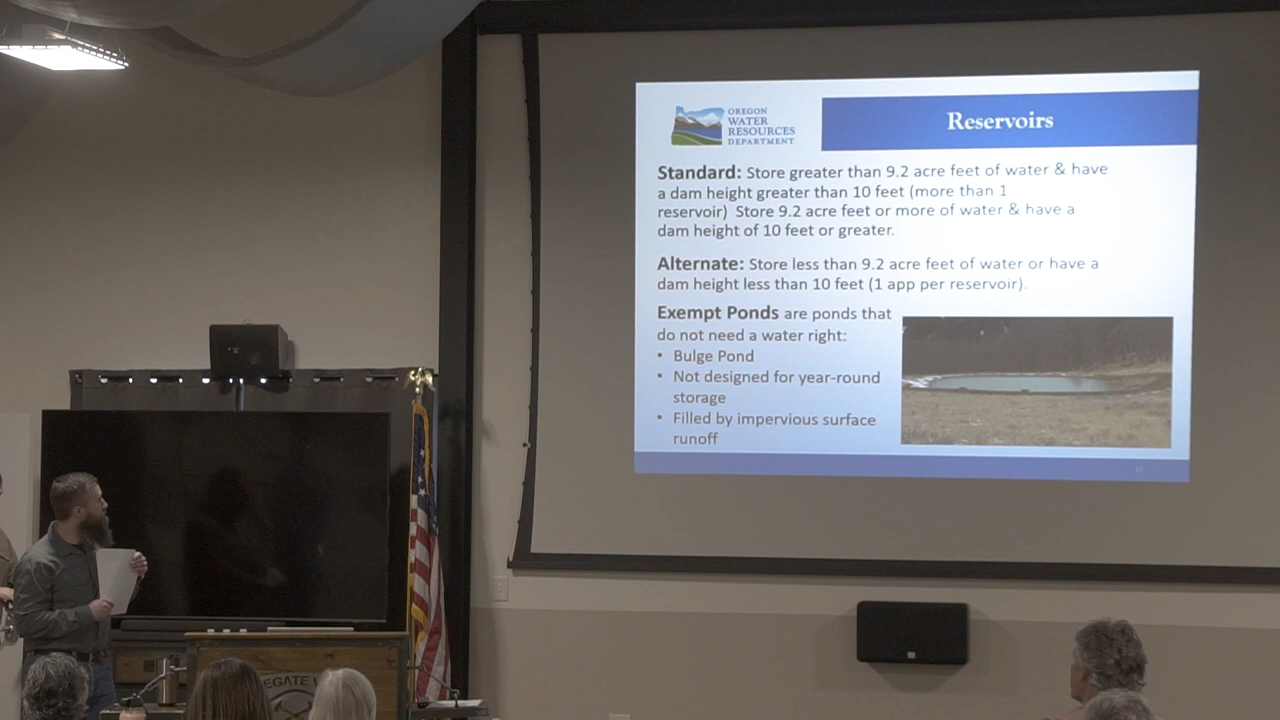 OREGON
WATER
RESOURCES
DEPARTMENT
Reservoirs
Standard: Store greater than 9.2 acre feet of water & have
a dam height greater than 10 feet (more than 1
reservoir) Store 9.2 acre feet or more of water & have a
dam height of 10 feet or greater.
Alternate: Store less than 9.2 acre feet of water or have a
dam height less than 10 feet (1 app per reservoir).
Exempt Ponds are ponds that
do not need a water right:
• Bulge Pond
• Not designed for year-round
storage
• Filled by impervious surface
runoff